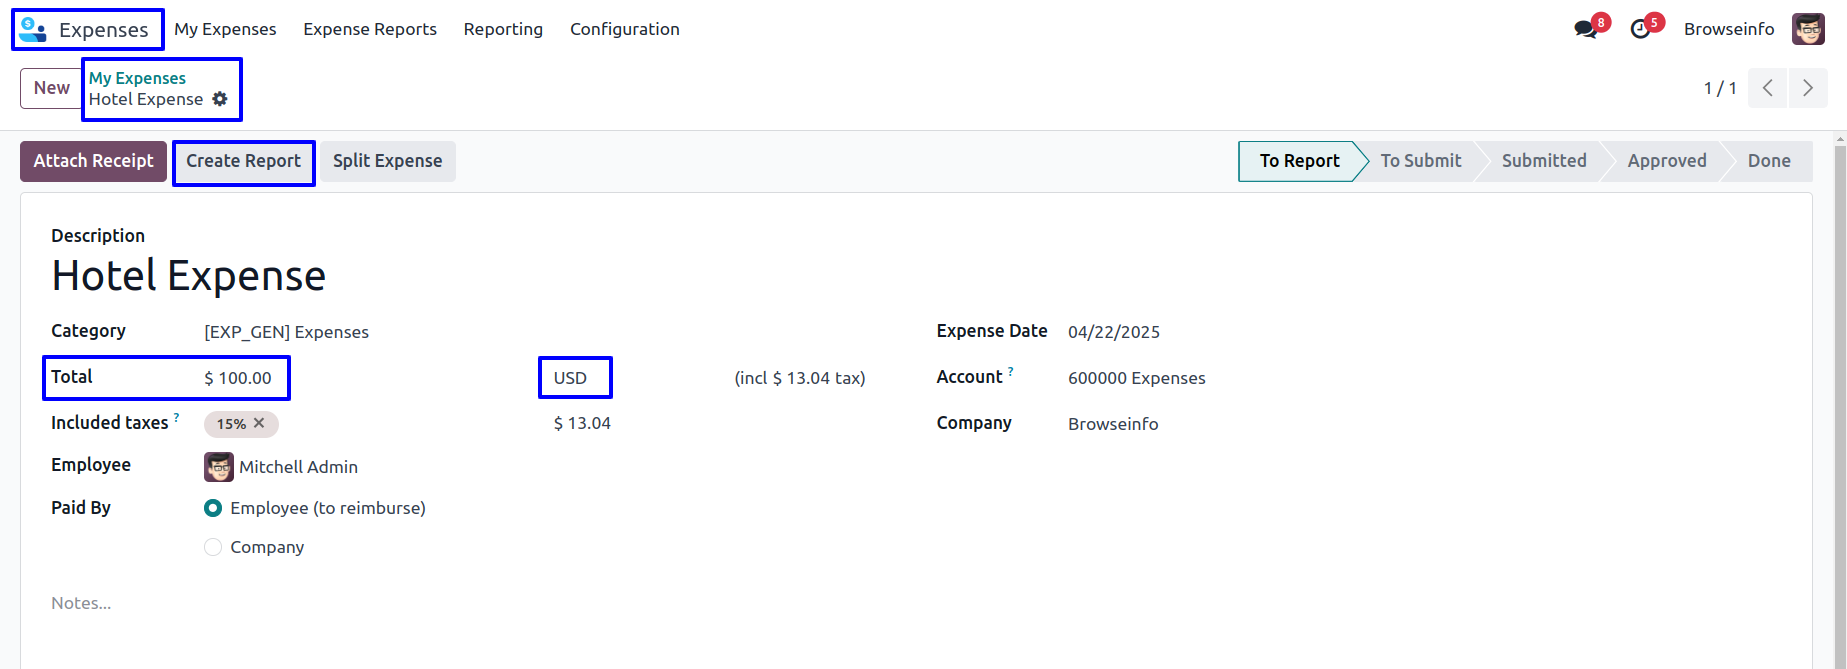 Expenses My Expenses Expense Reports Reporting Configuration 8 5 Browseinfo
New My Expenses 1 / 1
Hotel Expense
Attach Receipt Create Report Split Expense To Report To Submit Submitted Approved Done
Description
Hotel Expense
Category [EXP_GEN] Expenses Expense Date 04/22/2025
Total $ 100.00 USD (incl $ 13.04 tax) Account ? 600000 Expenses
Included taxes ? 15% ✕ $ 13.04 Company Browseinfo
Employee Mitchell Admin
Paid By Employee (to reimburse)
Company
Notes...